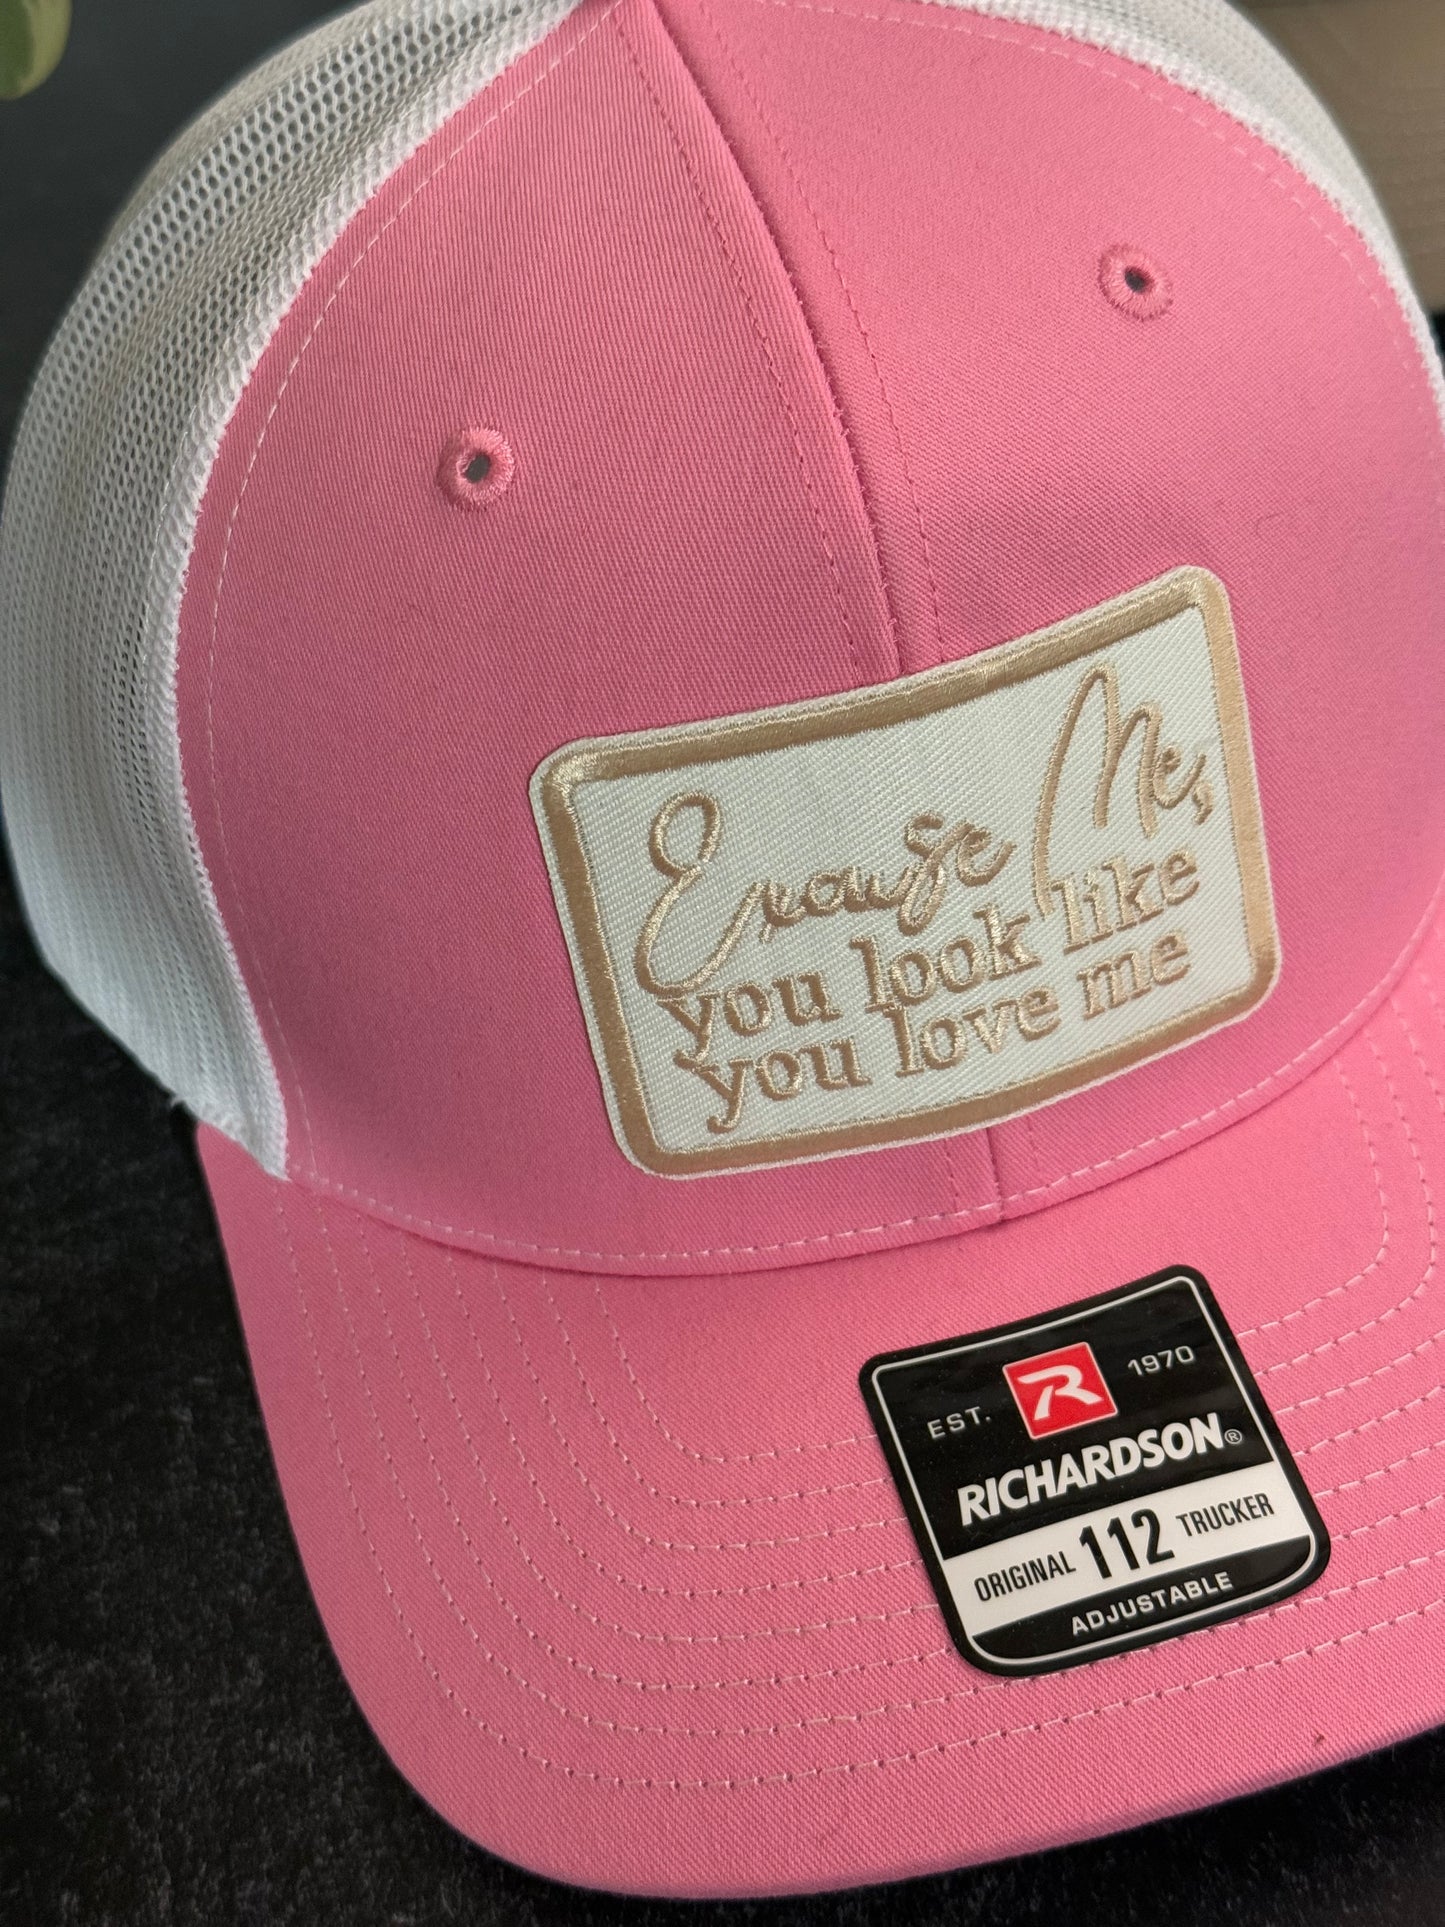 Excuse Me,
you look like
you love me
EST. R 1970
RICHARDSON®
ORIGINAL 112 TRUCKER
ADJUSTABLE